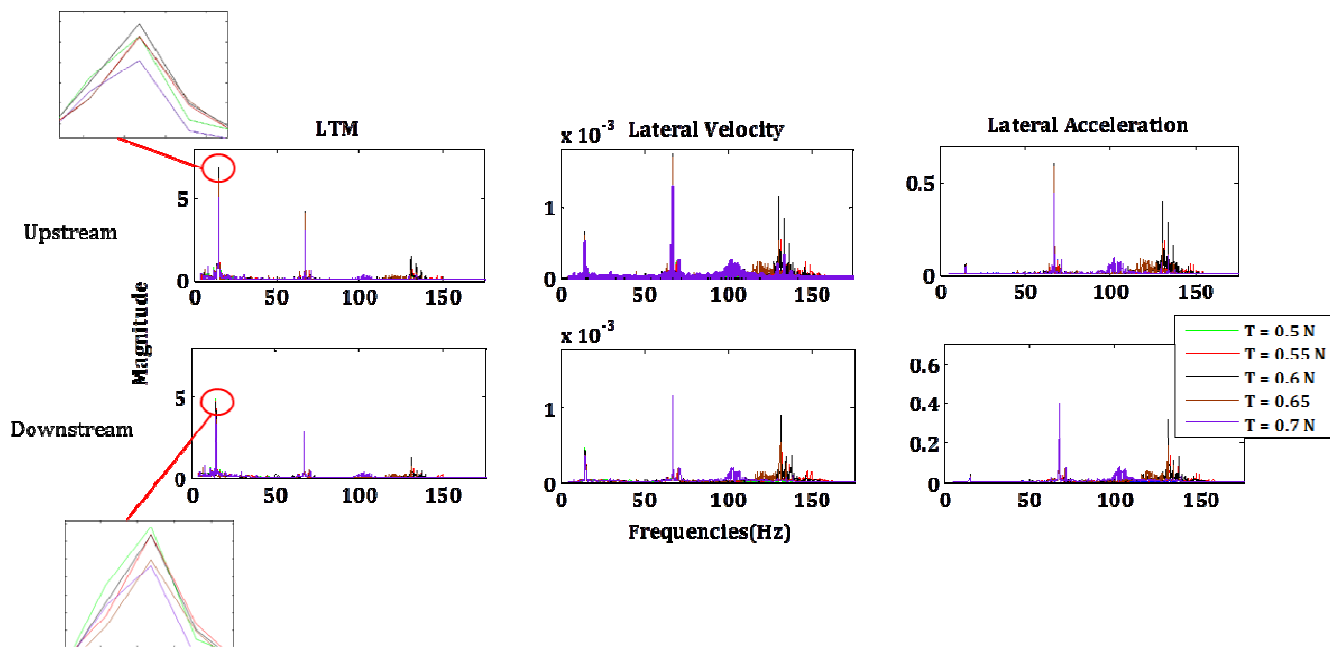 LTM
x 10-3
Lateral Velocity
Lateral Acceleration
Upstream
5
0
0 50 100 150
1
0
0 50 100 150
0.5
0
0 50 100 150
Magnitude
x 10-3
T = 0.5 N
T = 0.55 N
T = 0.6 N
T = 0.65
T = 0.7 N
Downstream
5
0
0 50 100 150
1
0
0 50 100 150
0.6
0.4
0.2
0
0 50 100 150
Frequencies(Hz)